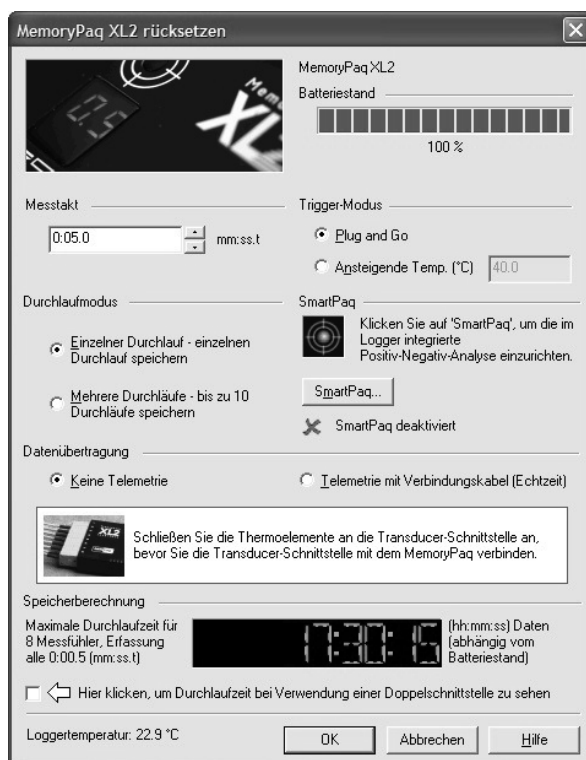 MemoryPaq XL2 rücksetzen
0.5
Mem
XL2
MemoryPaq XL2
Batteriestand
100 %
Messtakt
0:05.0
mm:ss.t
Trigger-Modus
Plug and Go
Ansteigende Temp. (°C)
40.0
Durchlaufmodus
Einzelner Durchlauf - einzelnen
Durchlauf speichern
Mehrere Durchläufe - bis zu 10
Durchläufe speichern
SmartPaq
Klicken Sie auf 'SmartPaq', um die im
Logger integrierte
Positiv-Negativ-Analyse einzurichten.
SmartPaq...
SmartPaq deaktiviert
Datenübertragung
Keine Telemetrie
Telemetrie mit Verbindungskabel (Echtzeit)
XL2
Schließen Sie die Thermoelemente an die Transducer-Schnittstelle an,
bevor Sie die Transducer-Schnittstelle mit dem MemoryPaq verbinden.
Speicherberechnung
Maximale Durchlaufzeit für
8 Messfühler, Erfassung
alle 0:00.5 (mm:ss.t)
17:30:15
(hh:mm:ss) Daten
(abhängig vom
Batteriestand)
Hier klicken, um Durchlaufzeit bei Verwendung einer Doppelschnittstelle zu sehen
Loggertemperatur: 22.9 °C
OK
Abbrechen
Hilfe